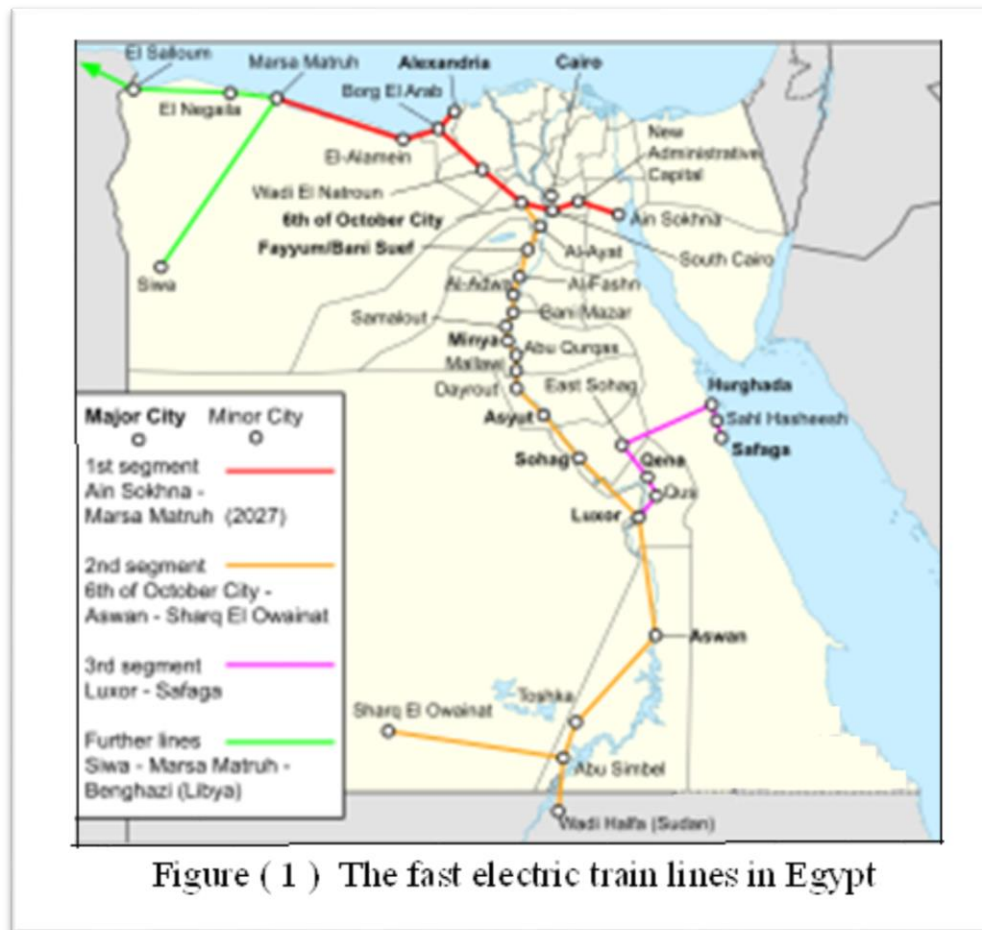 El Salloum
Marsa Matruh
Alexandria
Cairo
Borg El Arab
El Negaila
El-Alamein
New
Administrative
Capital
Wadi El Natroun
6th of October City
Ain Sokhna
Fayyum/Bani Suef
Al-Ayat
South Cairo
Siwa
Al-Adwa
Al-Fashn
Samalout
Bani Mazar
Minya
Abu Qurqas
Mallawi
Dayrout
East Sohag
Hurghada
Asyut
Sahl Hasheesh
Safaga
Sohag
Qena
Qus
Luxor
Aswan
Toshka
Sharq El Owainat
Abu Simbel
Wadi Halfa (Sudan)
Major City Minor City
1st segment
Ain Sokhna -
Marsa Matruh (2027)
2nd segment
6th of October City -
Aswan - Sharq El Owainat
3rd segment
Luxor - Safaga
Further lines
Siwa - Marsa Matruh -
Benghazi (Libya)
Figure ( 1 ) The fast electric train lines in Egypt